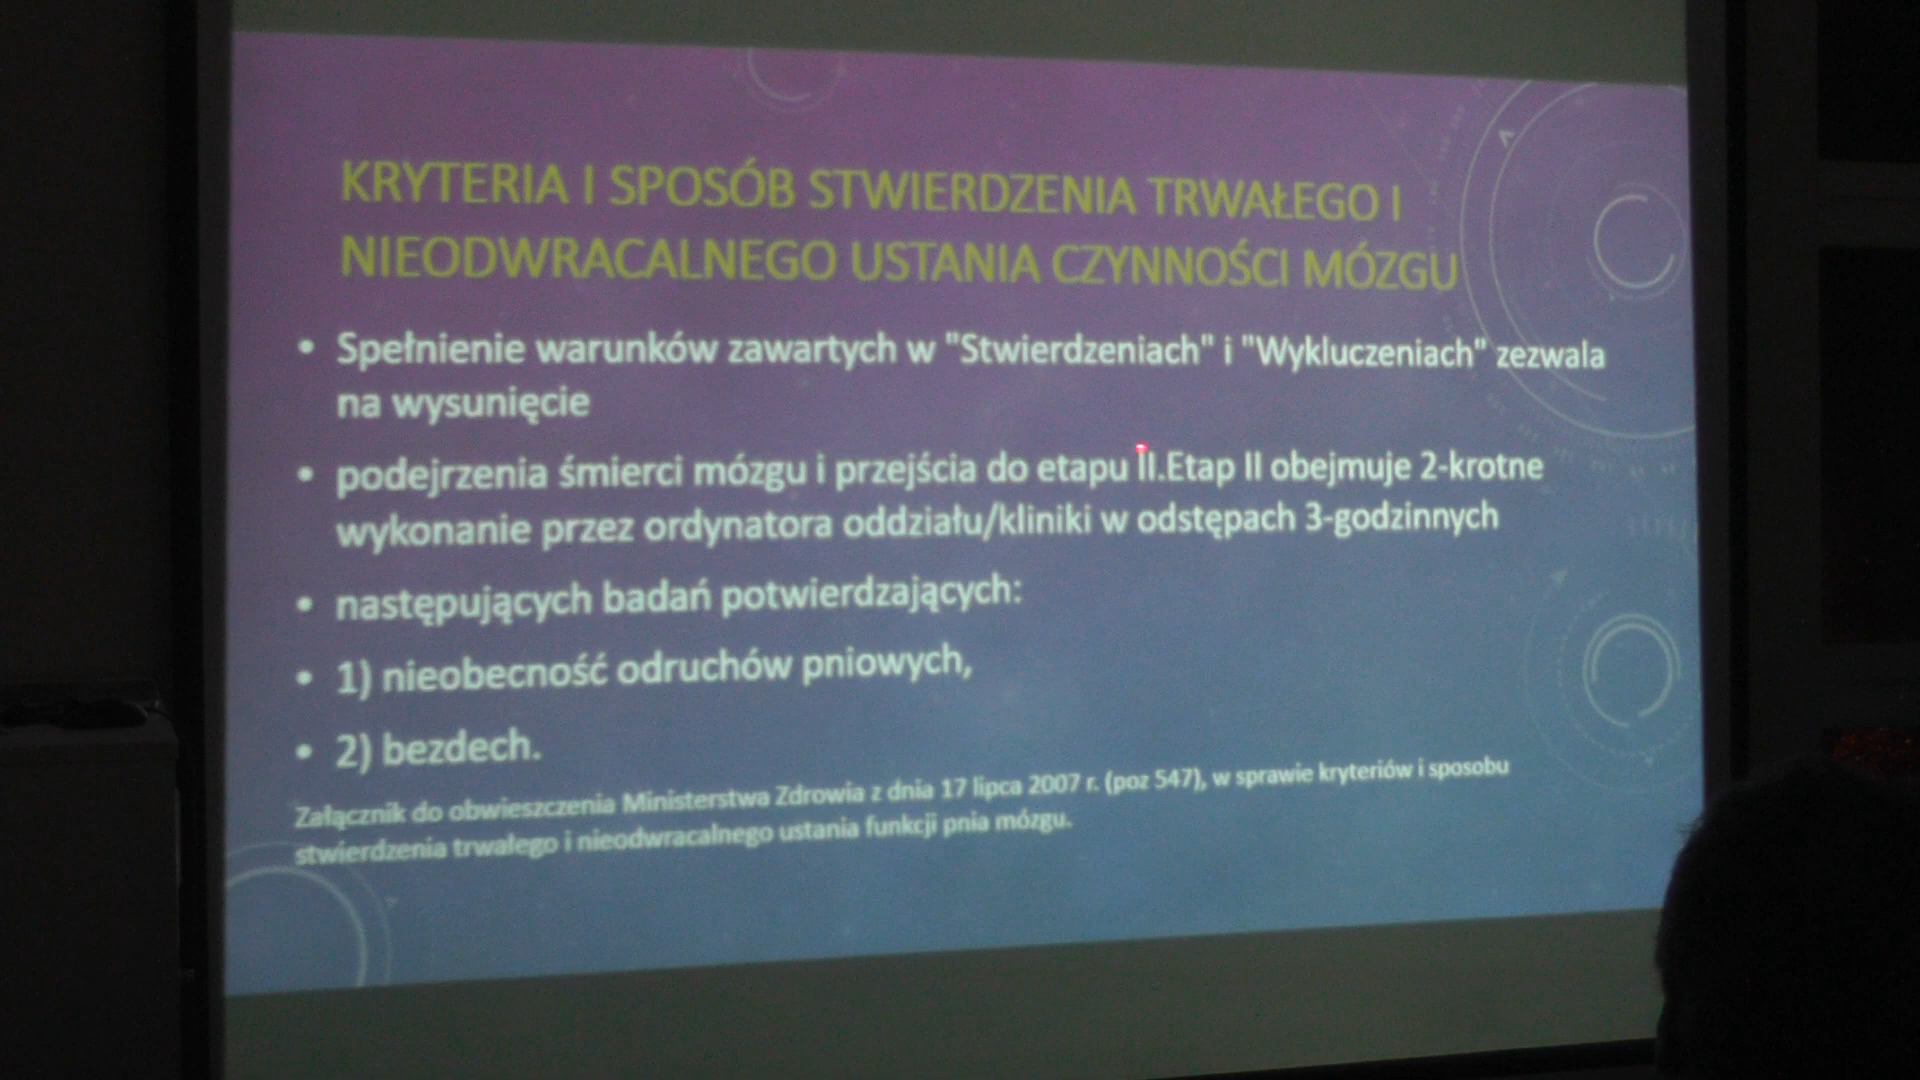 KRYTERIA I SPOSÓB STWIERDZENIA TRWAŁEGO I
NIEODWRACALNEGO USTANIA CZYNNOŚCI MÓZGU
• Spełnienie warunków zawartych w "Stwierdzeniach" i "Wykluczeniach" zezwala
na wysunięcie
• podejrzenia śmierci mózgu i przejścia do etapu II.Etap II obejmuje 2-krotne
wykonanie przez ordynatora oddziału/kliniki w odstępach 3-godzinnych
• następujących badań potwierdzających:
• 1) nieobecność odruchów pniowych,
• 2) bezdech.
Załącznik do obwieszczenia Ministerstwa Zdrowia z dnia 17 lipca 2007 r. (poz 547), w sprawie kryteriów i sposobu
stwierdzenia trwałego i nieodwracalnego ustania funkcji pnia mózgu.